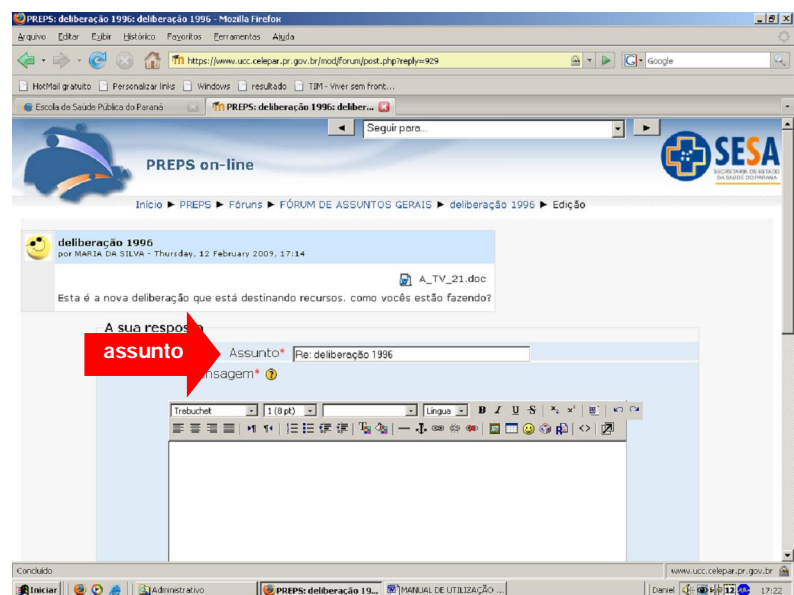 PREPS: deliberação 1996: deliberação 1996 - Mozilla Firefox
Arquivo Editar Exibir Histórico Favoritos Ferramentas Ajuda
https://www.ucc.celepar.pr.gov.br/mod/forum/post.php?reply=929
Google
HotMail gratuito Personalizar links Windows resultado TIM - Viver sem front...
Escola de Saúde Pública do Paraná PREPS: deliberação 1996: deliber...
Seguir para...
PREPS on-line
SESA
SECRETARIA DE ESTADO
DA SAÚDE DO PARANÁ
Início ► PREPS ► Fóruns ► FÓRUM DE ASSUNTOS GERAIS ► deliberação 1996 ► Edição
deliberação 1996
por MARIA DA SILVA - Thursday, 12 February 2009, 17:14
A_TV_21.doc
Esta é a nova deliberação que está destinando recursos. como vocês estão fazendo?
A sua resposta
assunto
Assunto* Re: deliberação 1996
nsagem*
Trebuchet 1 (8 pt) Língua B I U S
Concluído www.ucc.celepar.pr.gov.br
Iniciar Administrativo PREPS: deliberação 19... MANUAL DE UTILIZAÇÃO ... Daniel 12 17:22